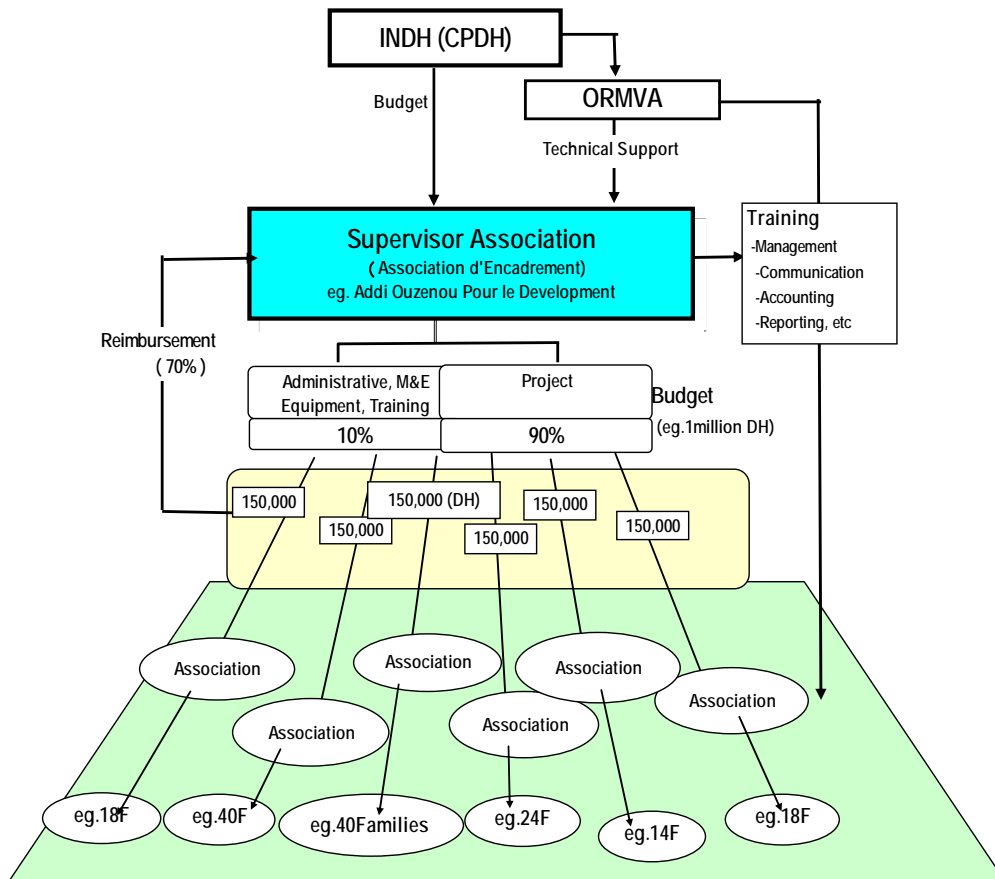 INDH (CPDH)
ORMVA
Budget
Technical Support
Supervisor Association
( Association d'Encadrement)
eg. Addi Ouzenou Pour le Development
Training
-Management
-Communication
-Accounting
-Reporting, etc
Reimbursement
( 70% )
Administrative, M&E
Equipment, Training
10%
Project
90%
Budget
(eg.1million DH)
150,000
150,000
150,000 (DH)
150,000
150,000
150,000
Association
Association
Association
Association
Association
Association
eg.18F
eg.40F
eg.40Families
eg.24F
eg.14F
eg.18F